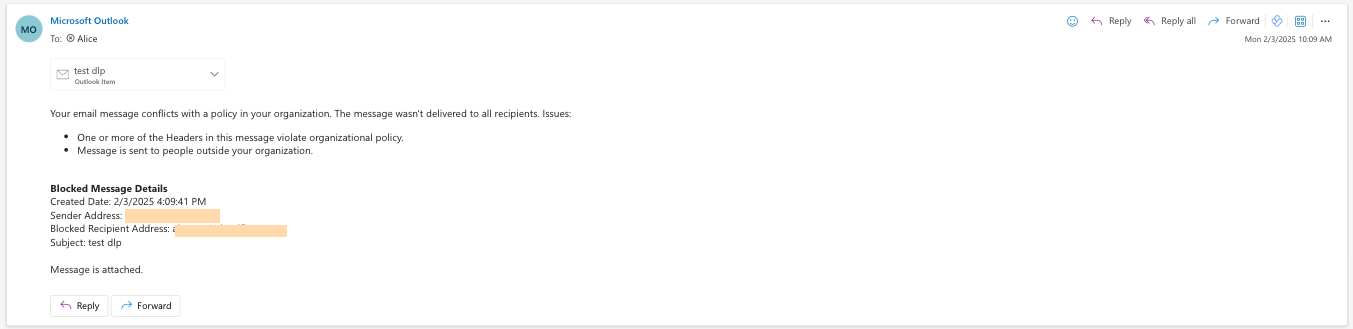 MO
Microsoft Outlook
Reply
Reply all
Forward
To: Alice
Mon 2/3/2025 10:09 AM
test dlp
Outlook Item
Your email message conflicts with a policy in your organization. The message wasn't delivered to all recipients. Issues:
One or more of the Headers in this message violate organizational policy.
Message is sent to people outside your organization.
Blocked Message Details
Created Date: 2/3/2025 4:09:41 PM
Sender Address:
Blocked Recipient Address:
Subject: test dlp
Message is attached.
Reply
Forward